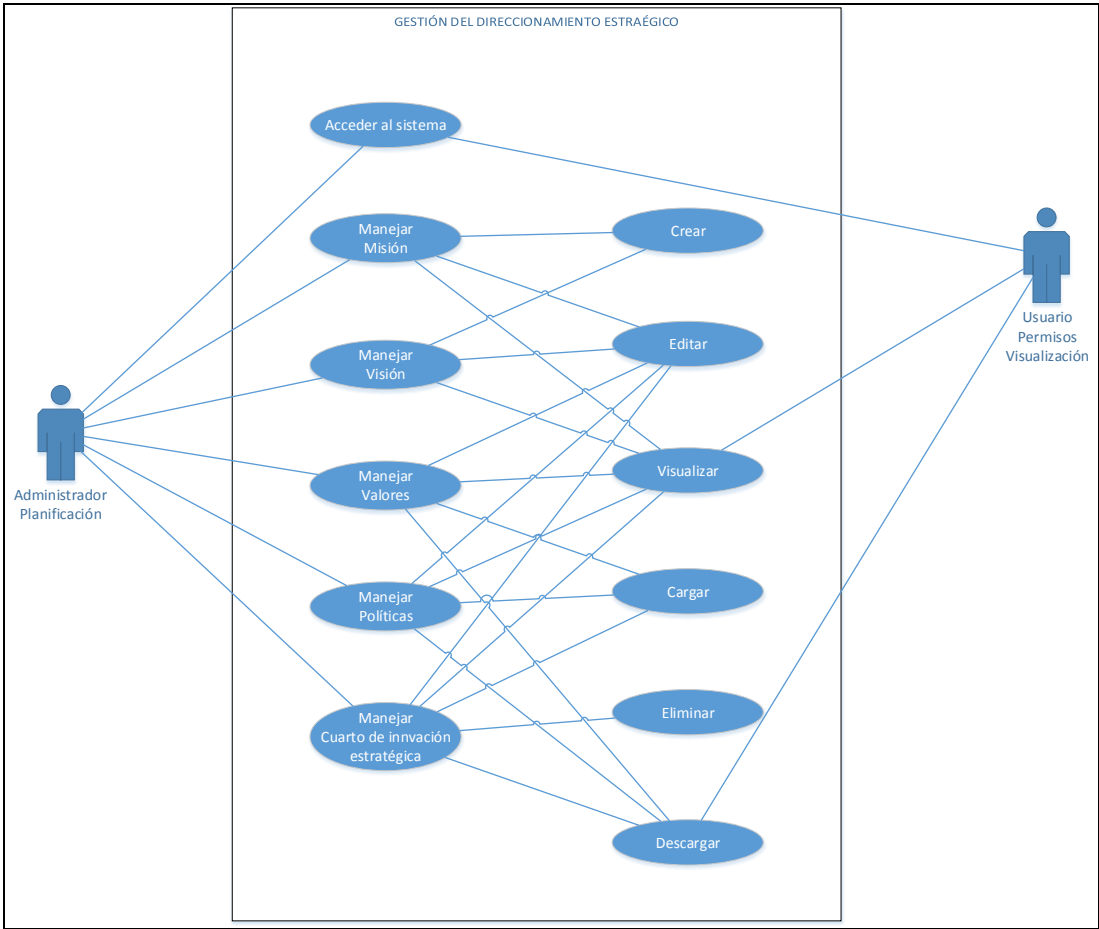 GESTIÓN DEL DIRECCIONAMIENTO ESTRAÉGICO
Acceder al sistema
Manejar
Misión
Crear
Usuario
Permisos
Visualización
Manejar
Visión
Editar
Manejar
Valores
Visualizar
Administrador
Planificación
Manejar
Políticas
Cargar
Manejar
Cuarto de innvación
estratégica
Eliminar
Descargar